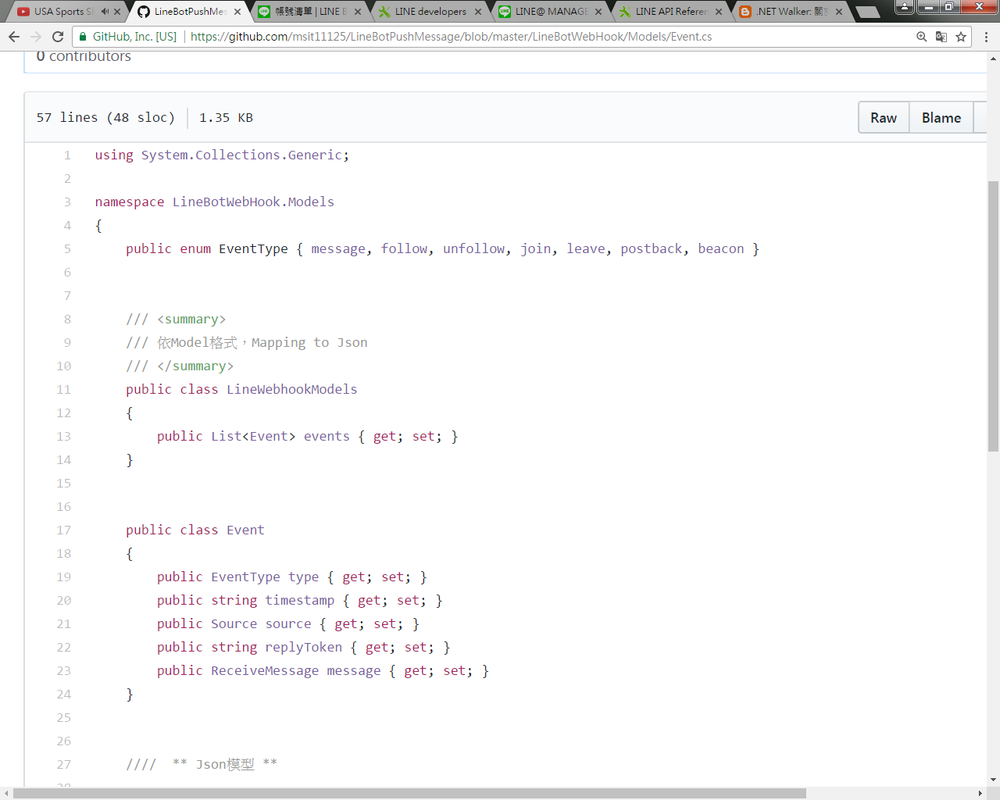 USA Sports S
LineBotPushMes
帳號清單 | LINE B
LINE developers
LINE@ MANAGE
LINE API Referen
.NET Walker: 關於
GitHub, Inc. [US] https://github.com/msit11125/LineBotPushMessage/blob/master/LineBotWebHook/Models/Event.cs
0 contributors
57 lines (48 sloc) 1.35 KB Raw Blame
1 using System.Collections.Generic;
2
3 namespace LineBotWebHook.Models
4 {
5 public enum EventType { message, follow, unfollow, join, leave, postback, beacon }
6
7
8 /// <summary>
9 /// 依Model格式，Mapping to Json
10 /// </summary>
11 public class LineWebhookModels
12 {
13 public List<Event> events { get; set; }
14 }
15
16
17 public class Event
18 {
19 public EventType type { get; set; }
20 public string timestamp { get; set; }
21 public Source source { get; set; }
22 public string replyToken { get; set; }
23 public ReceiveMessage message { get; set; }
24 }
25
26
27 //// ** Json模型 **
28